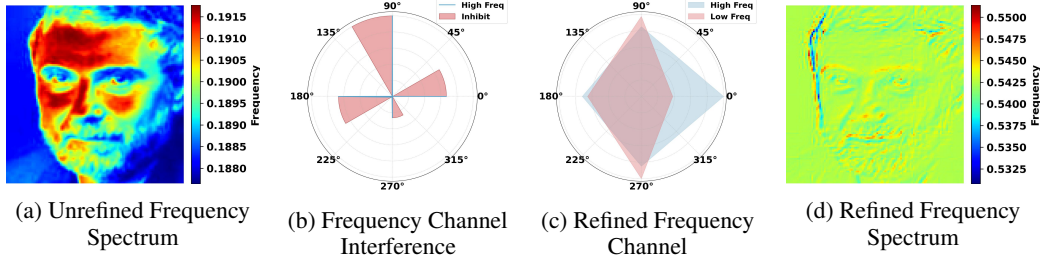 0.1915
0.1910
0.1905
0.1900
0.1895
0.1890
0.1885
0.1880
Frequency
90°
135°
45°
180°
0°
225°
315°
270°
High Freq
Inhibit
90°
135°
45°
180°
0°
225°
315°
270°
High Freq
Low Freq
0.5500
0.5475
0.5450
0.5425
0.5400
0.5375
0.5350
0.5325
Frequency
(a) Unrefined Frequency
Spectrum
(b) Frequency Channel
Interference
(c) Refined Frequency
Channel
(d) Refined Frequency
Spectrum